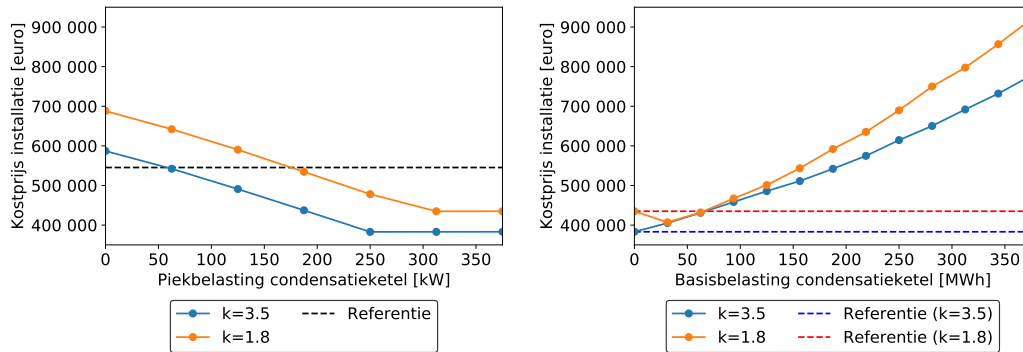 900 000
800 000
700 000
600 000
500 000
400 000
Kostprijs installatie [euro]
0 50 100 150 200 250 300 350
Piekbelasting condensatieketel [kW]
k=3.5
k=1.8
Referentie
900 000
800 000
700 000
600 000
500 000
400 000
Kostprijs installatie [euro]
0 50 100 150 200 250 300 350
Basisbelasting condensatieketel [MWh]
k=3.5
k=1.8
Referentie (k=3.5)
Referentie (k=1.8)